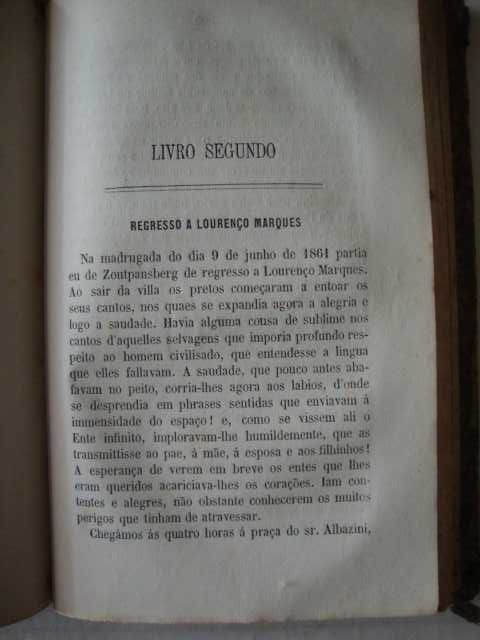 LIVRO SEGUNDO
REGRESSO A LOURENÇO MARQUES
Na madrugada do dia 9 de junho de 1861 partia
eu de Zoutpansberg de regresso a Lourenço Marques.
Ao sair da villa os pretos começaram a entoar os
seus cantos, nos quaes se expandia agora a alegria e
logo a saudade. Havia alguma cousa de sublime nos
cantos d'aquelles selvagens que imporia profundo res-
peito ao homem civilisado, que entendesse a lingua
que elles fallavam. A saudade, que pouco antes aba-
favam no peito, corria-lhes agora aos labios, d'onde
se desprendia em phrases sentidas que enviavam á
immensidade do espaço! e, como se vissem ali o
Ente infinito, imploravam-lhe humildemente, que as
transmittisse ao pae, á mãe, á esposa e aos filhinhos!
A esperança de verem em breve os entes que lhes
eram queridos acariciava-lhes os corações. Iam con-
tentes e alegres, não obstante conhecerem os muitos
perigos que tinham de atravessar.
Chegámos ás quatro horas á praça do sr. Albazini,